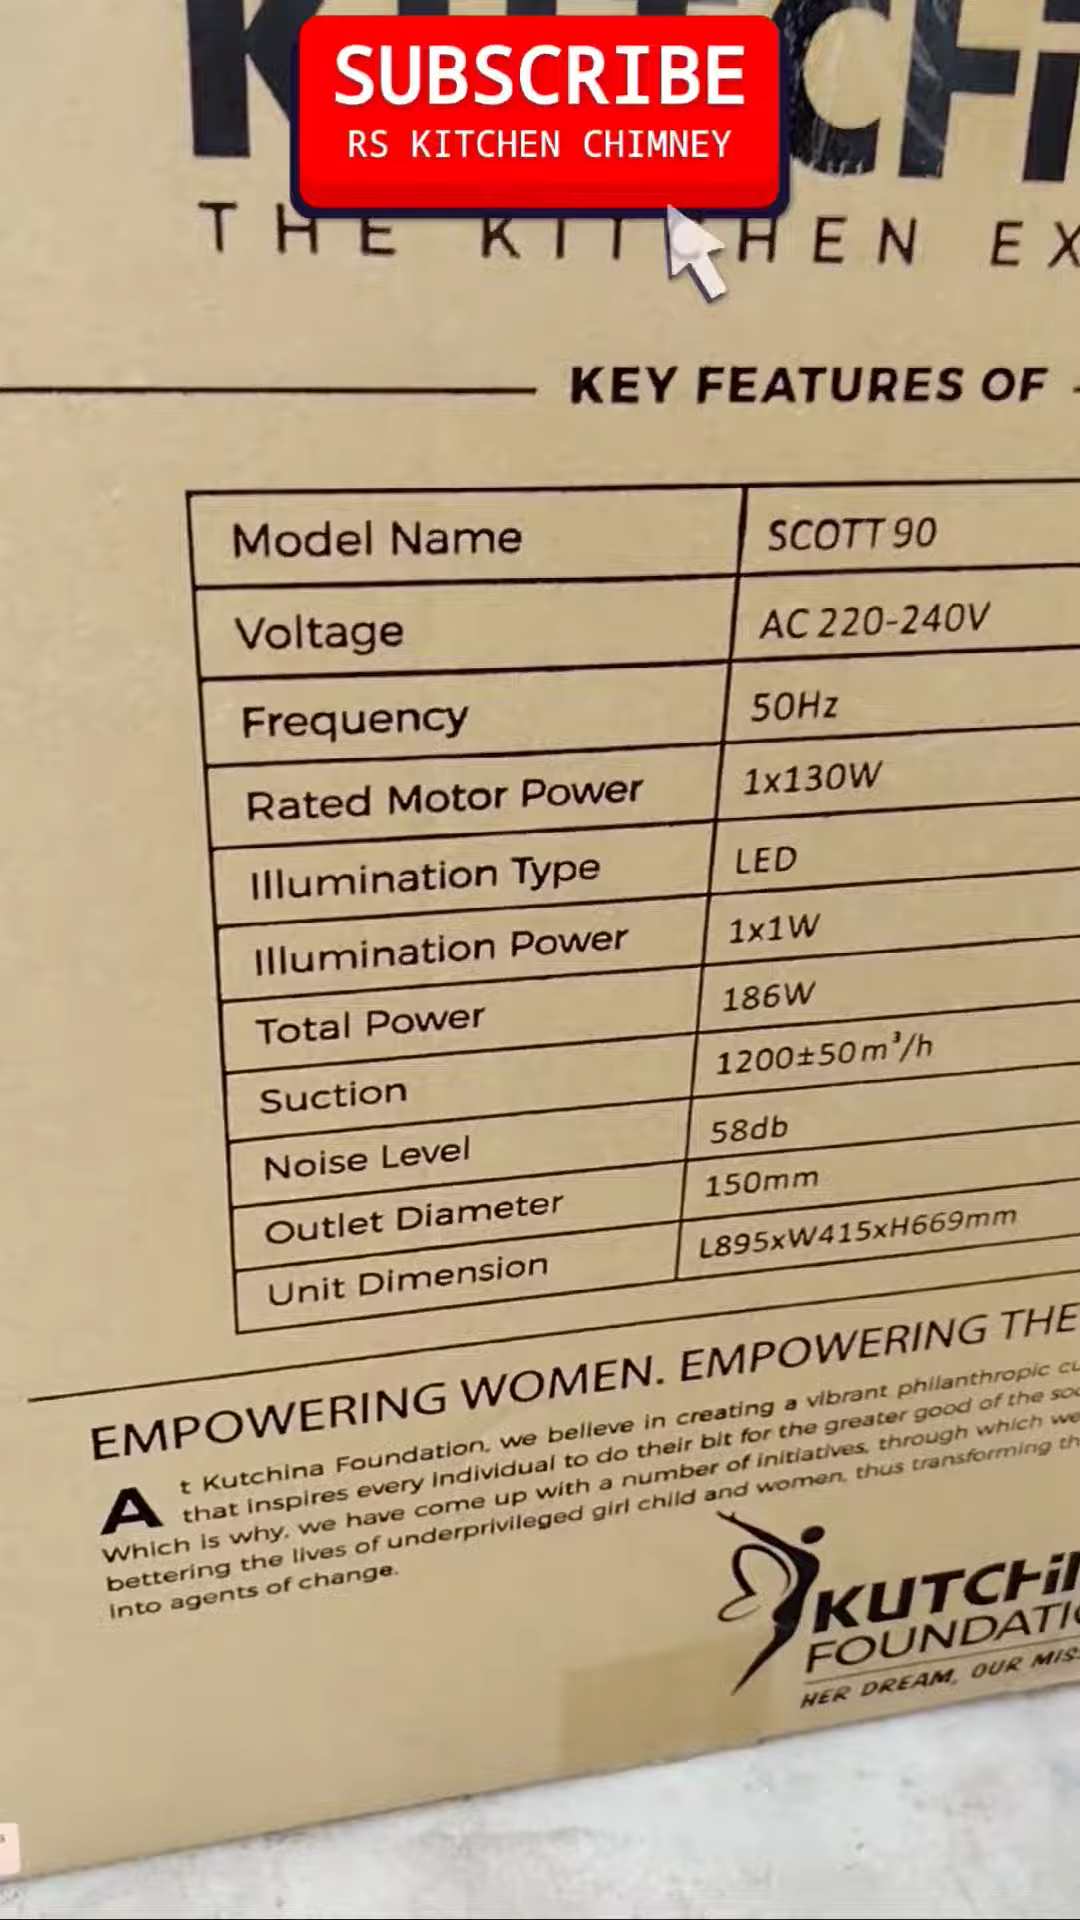 SUBSCRIBE
RS KITCHEN CHIMNEY
THE KITCHEN EX
KEY FEATURES OF
Model Name SCOTT 90
Voltage AC 220-240V
Frequency 50Hz
Rated Motor Power 1x130W
Illumination Type LED
Illumination Power 1x1W
Total Power 186W
Suction 1200±50m³/h
Noise Level 58db
Outlet Diameter 150mm
Unit Dimension L895xW415xH669mm
EMPOWERING WOMEN. EMPOWERING THE
At Kutchina Foundation, we believe in creating a vibrant philanthropic cu
that inspires every individual to do their bit for the greater good of the soc
Which is why, we have come up with a number of initiatives, through which we
bettering the lives of underprivileged girl child and women, thus transforming th
into agents of change.
KUTCHIN
FOUNDATIO
HER DREAM, OUR MIS